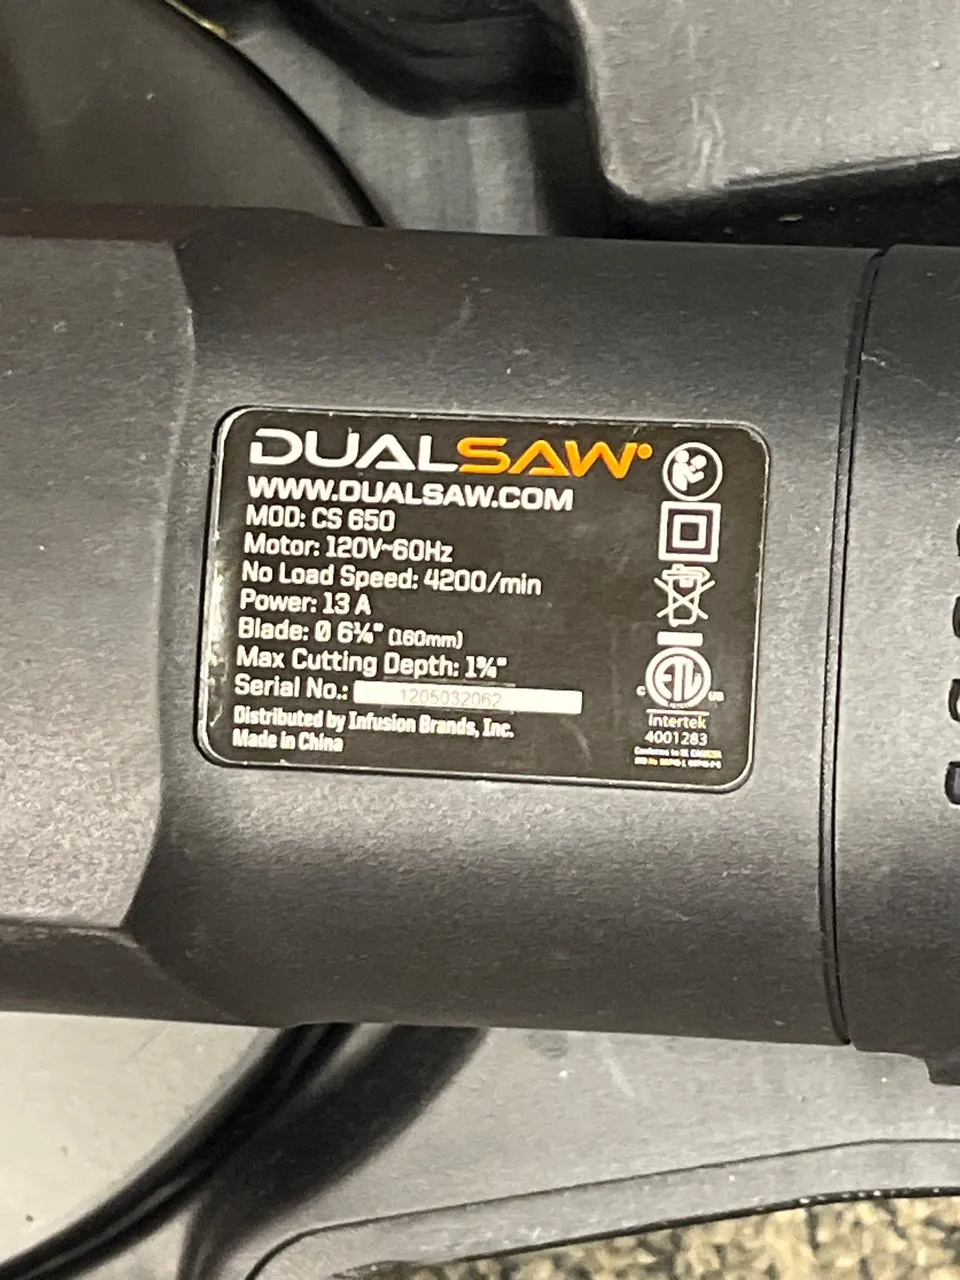 DUALSAW®
WWW.DUALSAW.COM
MOD: CS 650
Motor: 120V~60Hz
No Load Speed: 4200/min
Power: 13 A
Blade: Ø 6¼" (160mm)
Max Cutting Depth: 1¾"
Serial No.: 1205032062
Distributed by Infusion Brands, Inc.
Made in China
C ETL US
Intertek
4001283